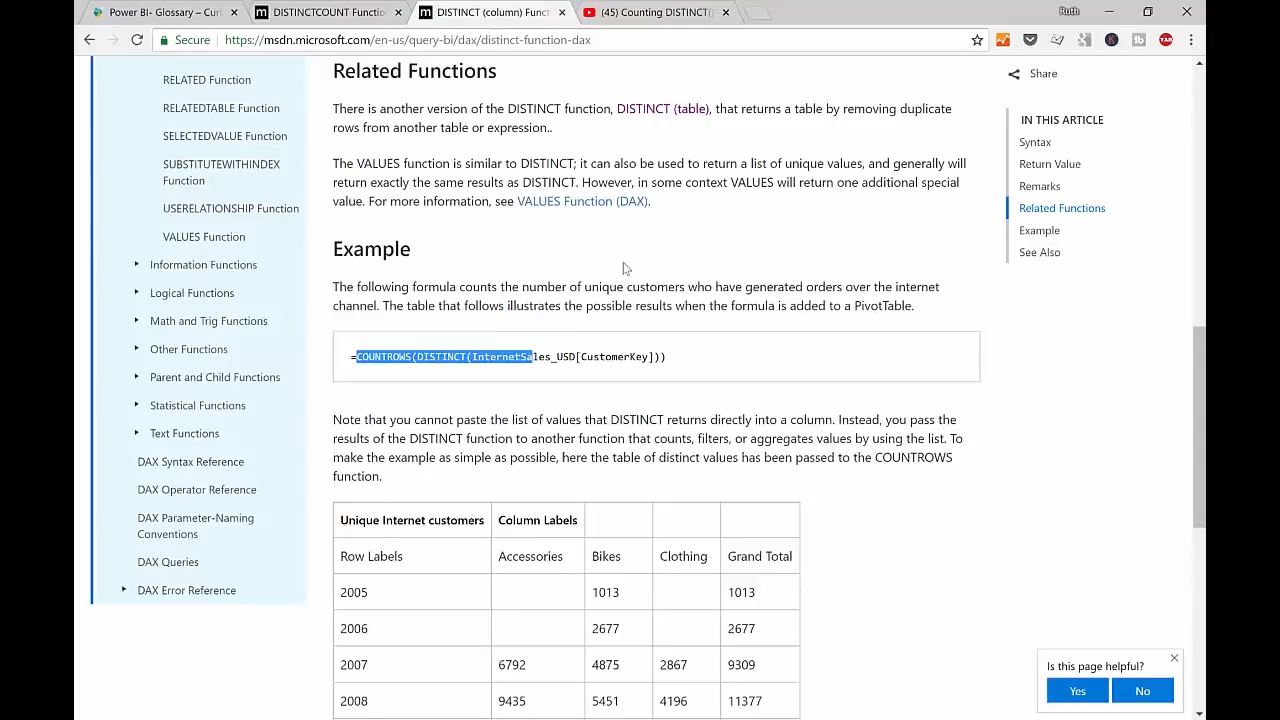 Power BI- Glossary – Curl
DISTINCTCOUNT Functio
DISTINCT (column) Funct
(45) Counting DISTINCT()
Ruth
Secure
https://msdn.microsoft.com/en-us/query-bi/dax/distinct-function-dax
RELATED Function
RELATEDTABLE Function
SELECTEDVALUE Function
SUBSTITUTEWITHINDEX
Function
USERELATIONSHIP Function
VALUES Function
Information Functions
Logical Functions
Math and Trig Functions
Other Functions
Parent and Child Functions
Statistical Functions
Text Functions
DAX Syntax Reference
DAX Operator Reference
DAX Parameter-Naming
Conventions
DAX Queries
DAX Error Reference
Related Functions
There is another version of the DISTINCT function, DISTINCT (table), that returns a table by removing duplicate
rows from another table or expression..
The VALUES function is similar to DISTINCT; it can also be used to return a list of unique values, and generally will
return exactly the same results as DISTINCT. However, in some context VALUES will return one additional special
value. For more information, see VALUES Function (DAX).
Example
The following formula counts the number of unique customers who have generated orders over the internet
channel. The table that follows illustrates the possible results when the formula is added to a PivotTable.
=COUNTROWS(DISTINCT(InternetSales_USD[CustomerKey]))
Note that you cannot paste the list of values that DISTINCT returns directly into a column. Instead, you pass the
results of the DISTINCT function to another function that counts, filters, or aggregates values by using the list. To
make the example as simple as possible, here the table of distinct values has been passed to the COUNTROWS
function.
Unique Internet customers Column Labels
Row Labels Accessories Bikes Clothing Grand Total
2005 1013 1013
2006 2677 2677
2007 6792 4875 2867 9309
2008 9435 5451 4196 11377
Share
IN THIS ARTICLE
Syntax
Return Value
Remarks
Related Functions
Example
See Also
Is this page helpful?
Yes No